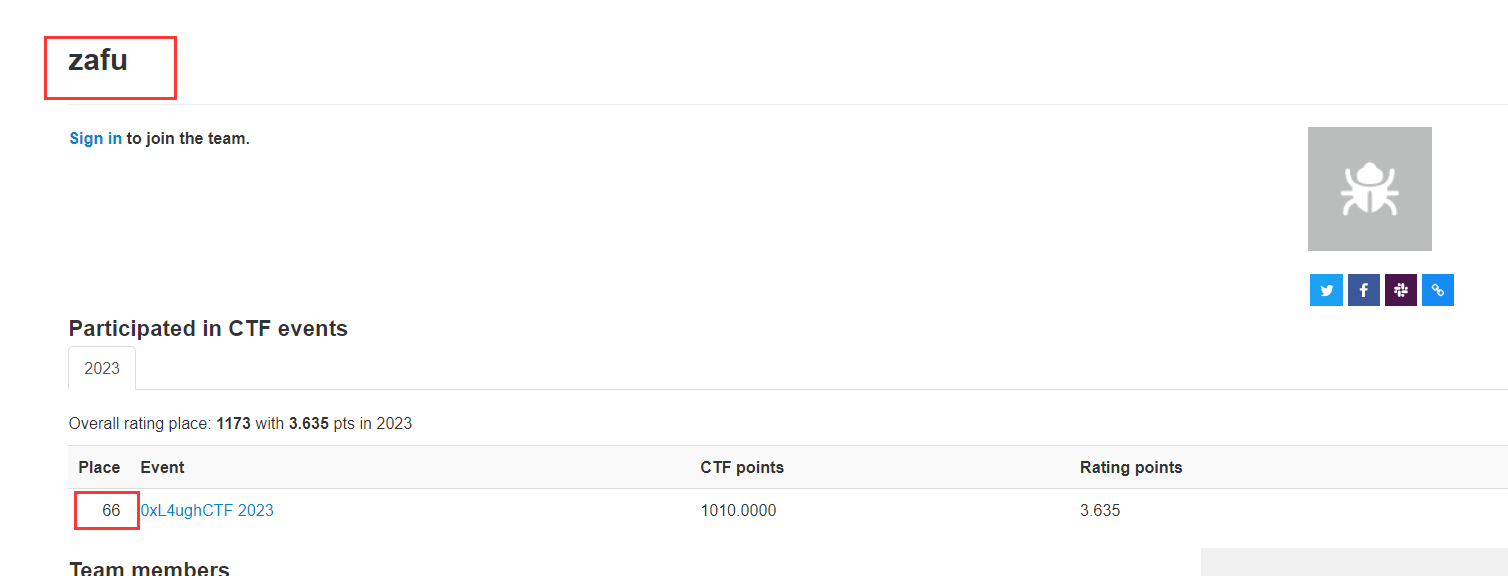 zafu
Sign in to join the team.
Participated in CTF events
2023
Overall rating place: 1173 with 3.635 pts in 2023
Place Event CTF points Rating points
66 0xL4ughCTF 2023 1010.0000 3.635
Team members